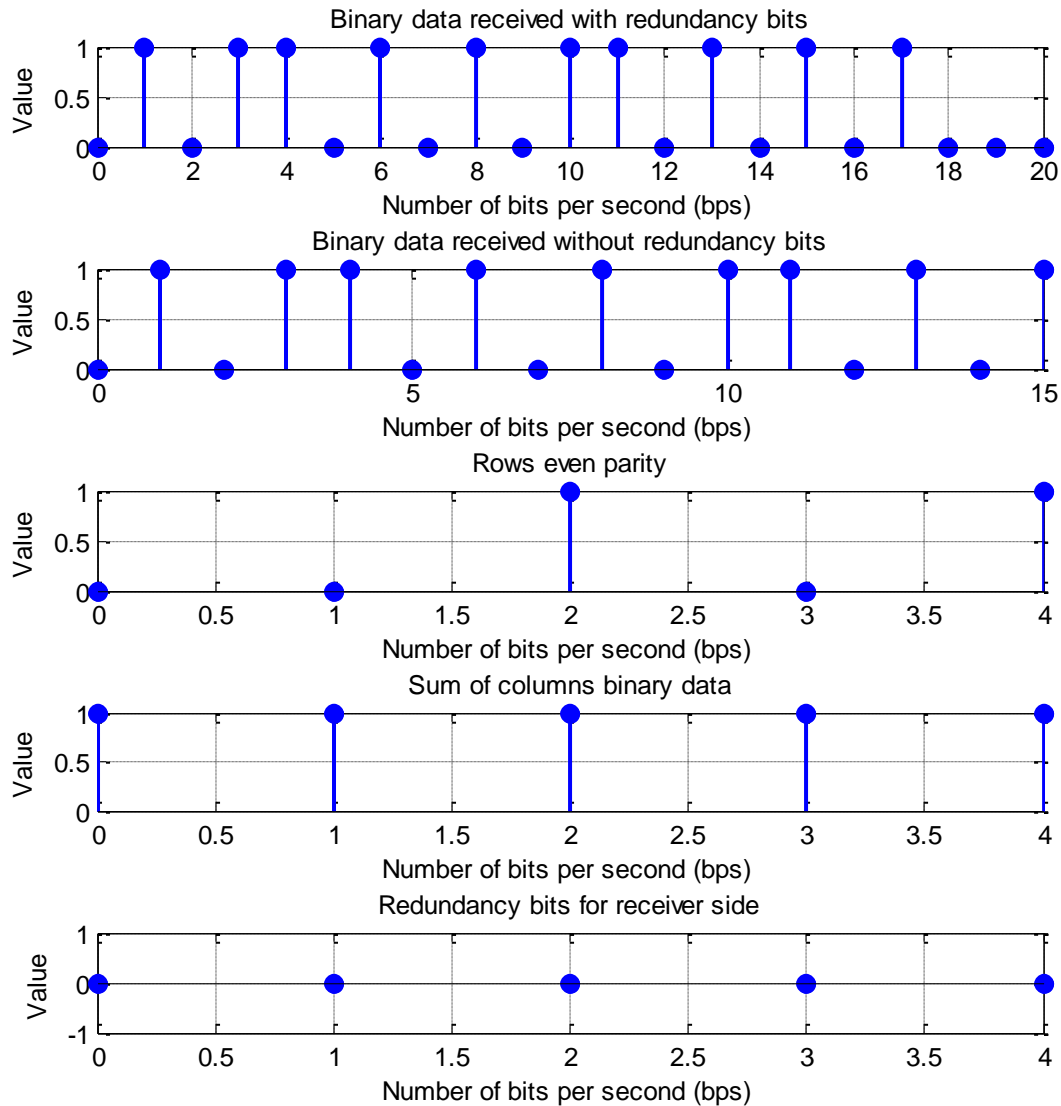 Binary data received with redundancy bits
1
0.5
0
Value
0 2 4 6 8 10 12 14 16 18 20
Number of bits per second (bps)
Binary data received without redundancy bits
1
0.5
0
Value
0 5 10 15
Number of bits per second (bps)
Rows even parity
1
0.5
0
Value
0 0.5 1 1.5 2 2.5 3 3.5 4
Number of bits per second (bps)
Sum of columns binary data
1
0.5
0
Value
0 0.5 1 1.5 2 2.5 3 3.5 4
Number of bits per second (bps)
Redundancy bits for receiver side
1
0
-1
Value
0 0.5 1 1.5 2 2.5 3 3.5 4
Number of bits per second (bps)